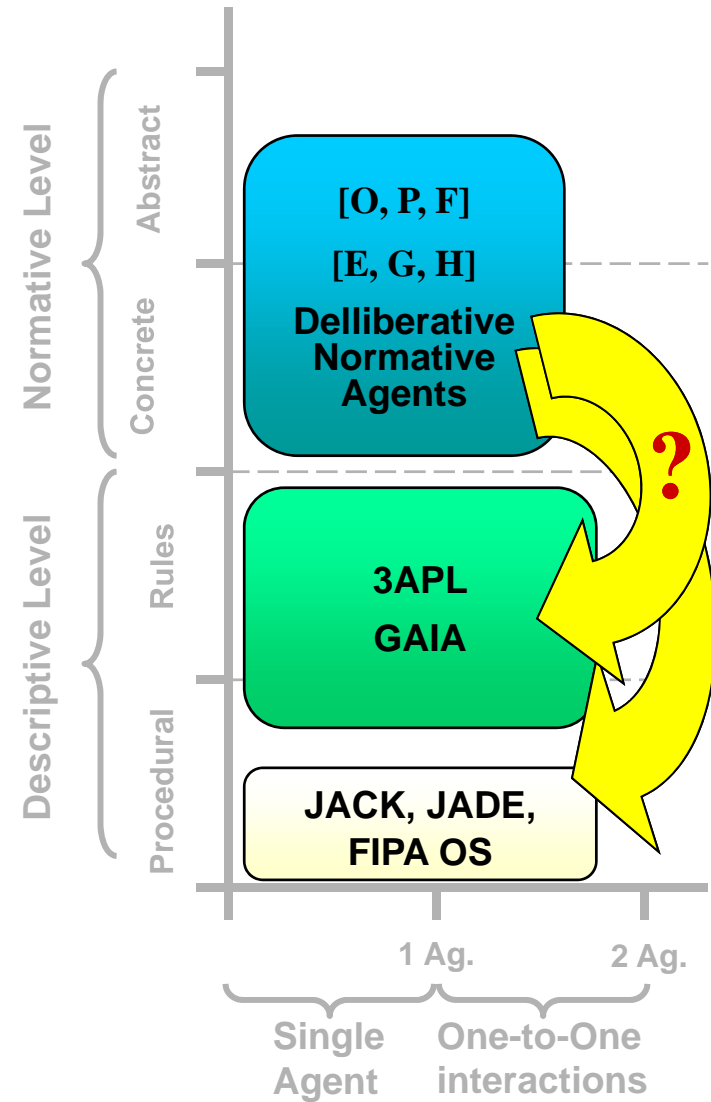 Normative Level
Abstract
Concrete
[O, P, F]
[E, G, H]
Delliberative
Normative
Agents
?
Descriptive Level
Rules
Procedural
3APL
GAIA
JACK, JADE,
FIPA OS
1 Ag.
2 Ag.
Single
Agent
One-to-One
interactions